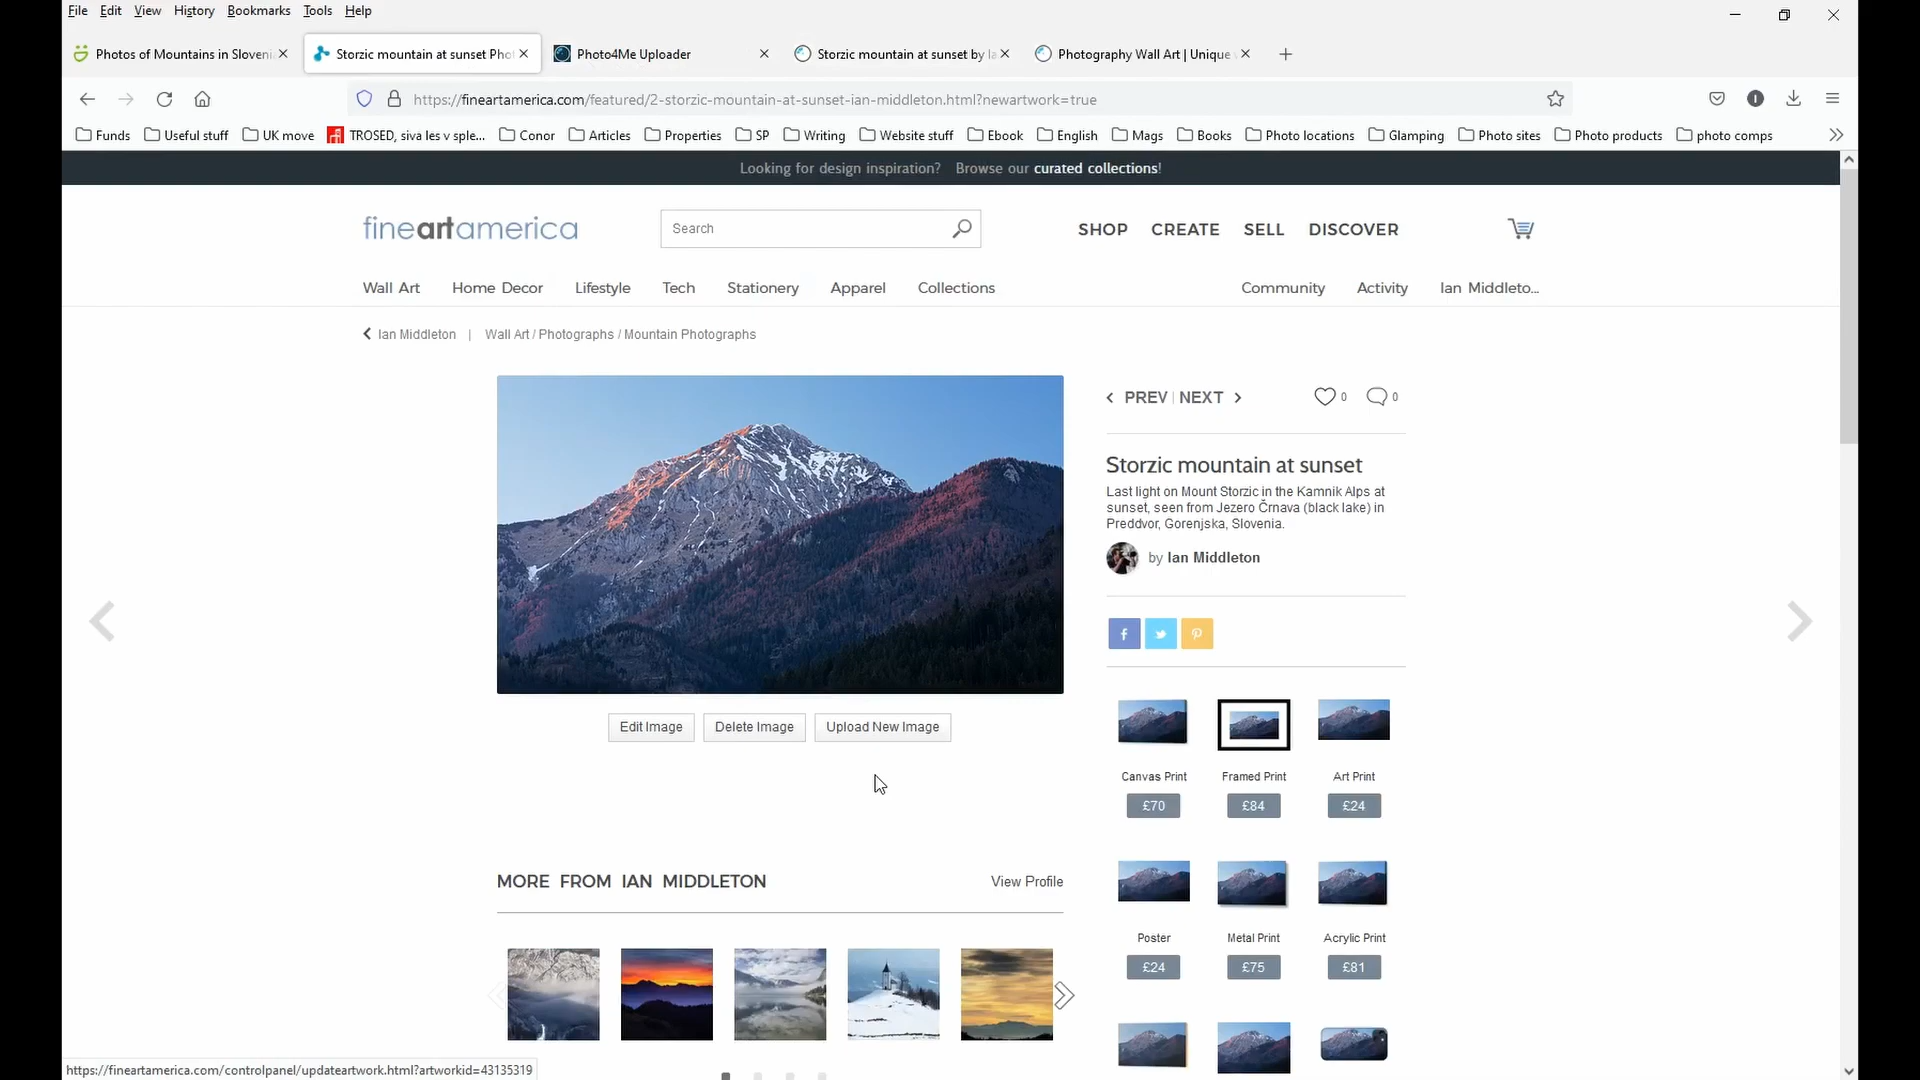 File Edit View History Bookmarks Tools Help
Photos of Mountains in Sloveni
Storzic mountain at sunset Pho
Photo4Me Uploader
Storzic mountain at sunset by Ia
Photography Wall Art | Unique
https://fineartamerica.com/featured/2-storzic-mountain-at-sunset-ian-middleton.html?newartwork=true
Funds Useful stuff UK move TROSED, siva les v sple... Conor Articles Properties SP Writing Website stuff Ebook English Mags Books Photo locations Glamping Photo sites Photo products photo comps
Looking for design inspiration? Browse our curated collections!
fineartamerica
Search
SHOP CREATE SELL DISCOVER
Wall Art Home Decor Lifestyle Tech Stationery Apparel Collections Community Activity Ian Middleto...
Ian Middleton | Wall Art / Photographs / Mountain Photographs
PREV | NEXT 0 0
Storzic mountain at sunset
Last light on Mount Storzic in the Kamnik Alps at
sunset, seen from Jezero Črnava (black lake) in
Preddvor, Gorenjska, Slovenia.
by Ian Middleton
Edit Image Delete Image Upload New Image
Canvas Print Framed Print Art Print
£70 £84 £24
MORE FROM IAN MIDDLETON View Profile
Poster Metal Print Acrylic Print
£24 £75 £81
https://fineartamerica.com/controlpanel/updateartwork.html?artworkid=43135319